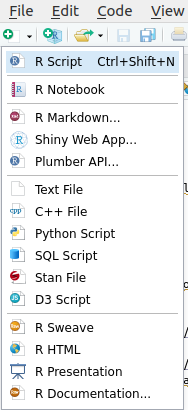 File Edit Code View
R Script Ctrl+Shift+N
R Notebook
R Markdown...
Shiny Web App...
Plumber API...
Text File
C++ File
Python Script
SQL Script
Stan File
D3 Script
R Sweave
R HTML
R Presentation
R Documentation...